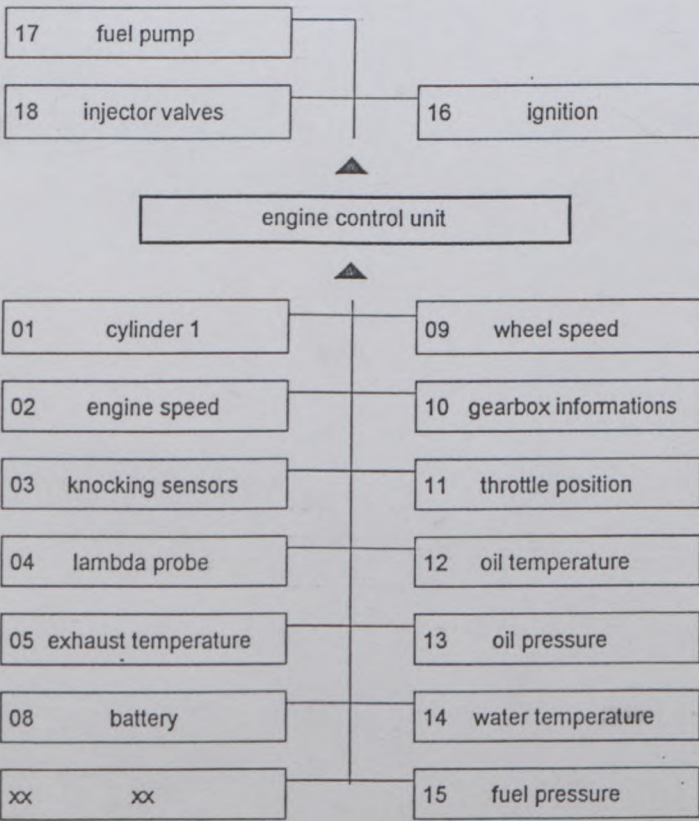 17 fuel pump
18 injector valves
16 ignition
engine control unit
01 cylinder 1
09 wheel speed
02 engine speed
10 gearbox informations
03 knocking sensors
11 throttle position
04 lambda probe
12 oil temperature
05 exhaust temperature
13 oil pressure
08 battery
14 water temperature
xx xx
15 fuel pressure